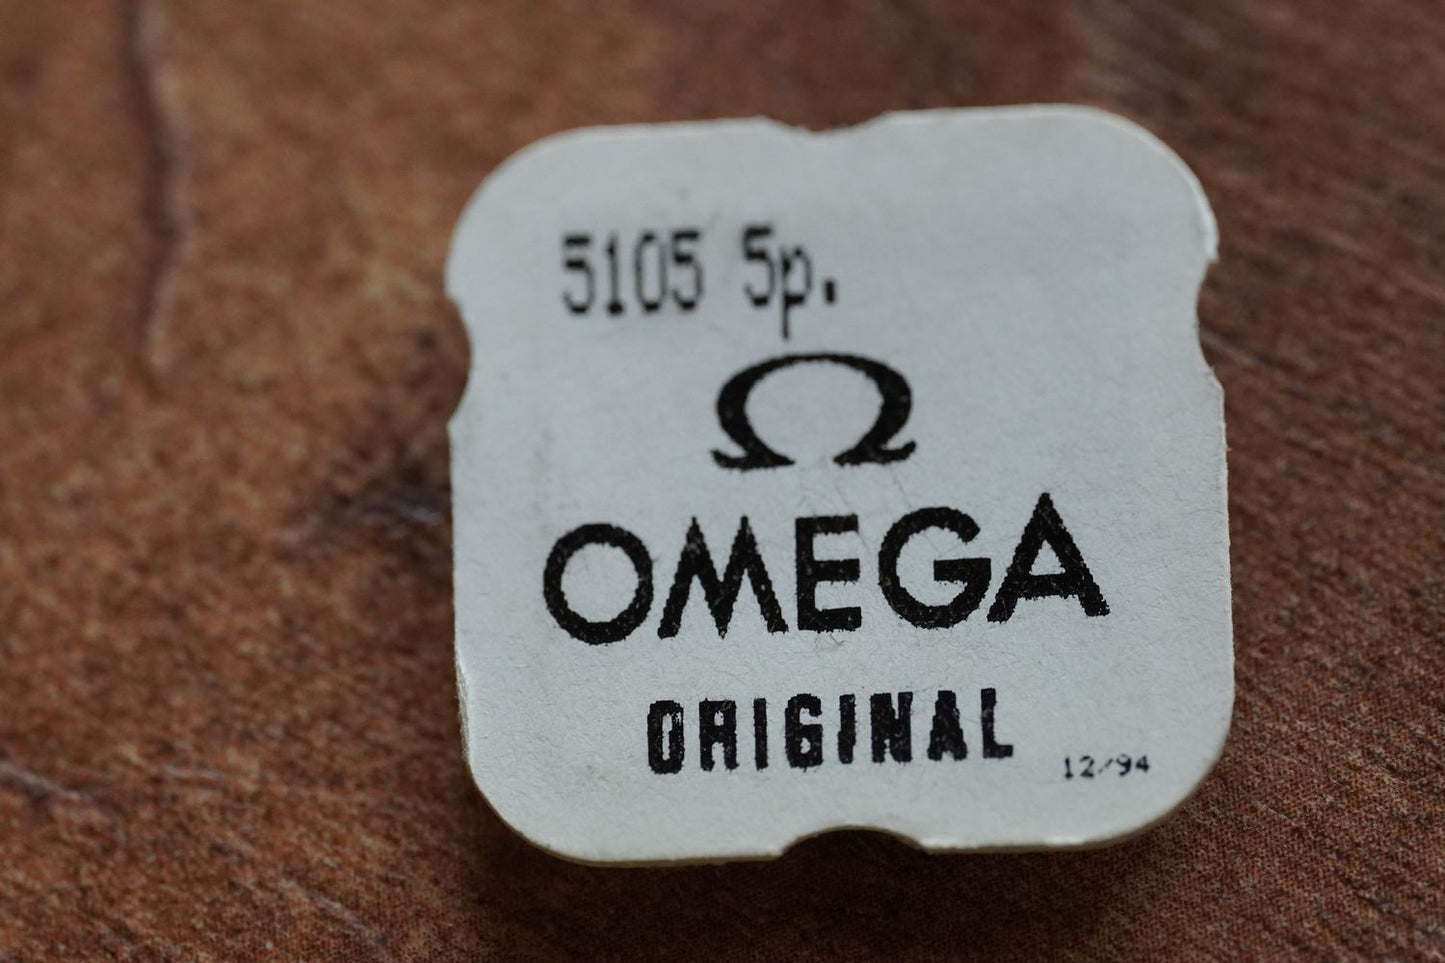 5105 5p.
Ω
OMEGA
ORIGINAL
12/94